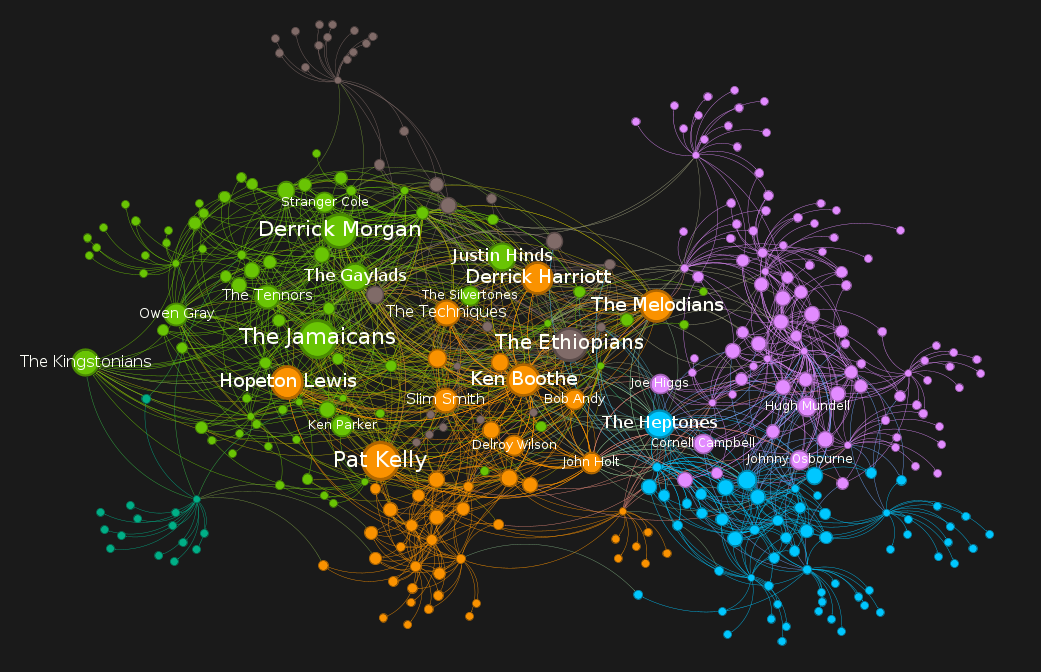 Stranger Cole
Derrick Morgan
Justin Hinds
The Gaylads
Derrick Harriott
The Tennors
The Silvertones
The Melodians
Owen Gray
The Techniques
The Jamaicans
The Ethiopians
The Kingstonians
Hopeton Lewis
Ken Boothe
Joe Higgs
Slim Smith
Bob Andy
Hugh Mundell
Ken Parker
The Heptones
Delroy Wilson
Cornell Campbell
Pat Kelly
John Holt
Johnny Osbourne